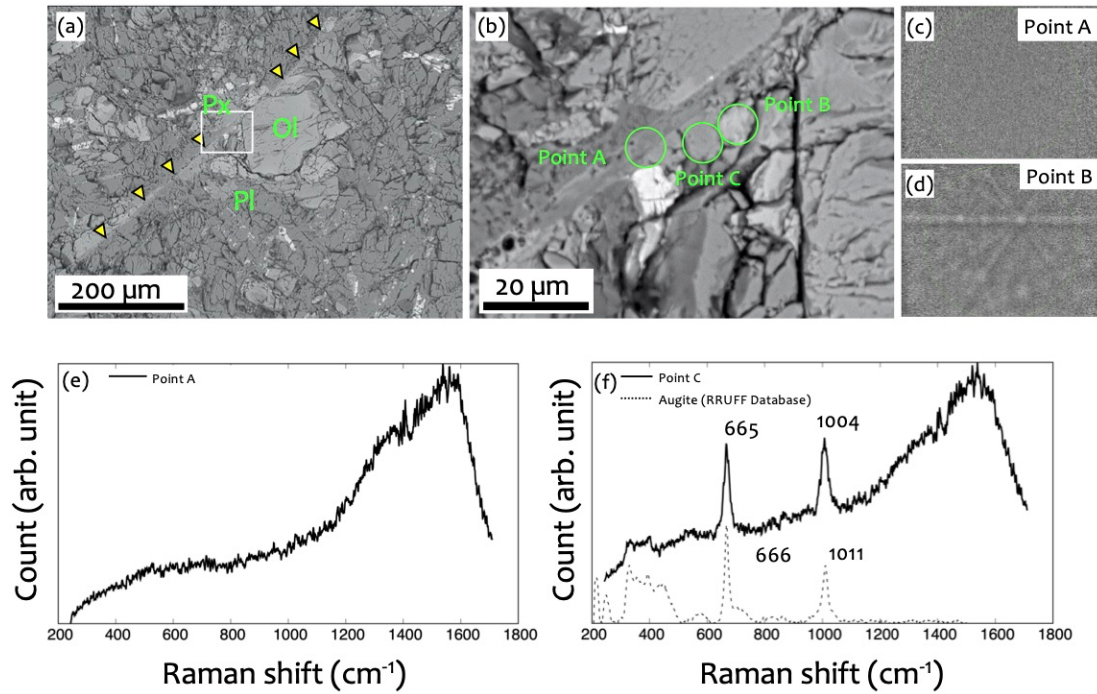 (a)
Px
Ol
Pl
200 µm
(b)
Point B
Point A
Point C
20 µm
(c)
Point A
(d)
Point B
(e)
Point A
Count (arb. unit)
200 400 600 800 1000 1200 1400 1600 1800
Raman shift (cm⁻¹)
(f)
Point C
Augite (RRUFF Database)
665
1004
666
1011
Count (arb. unit)
200 400 600 800 1000 1200 1400 1600 1800
Raman shift (cm⁻¹)